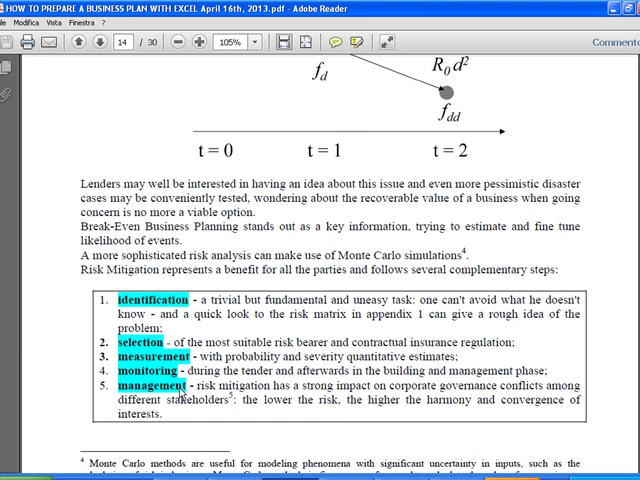 HOW TO PREPARE A BUSINESS PLAN WITH EXCEL April 16th, 2013.pdf - Adobe Reader
File Modifica Vista Finestra ?
14 / 30 105% Commento
R0 d²
fd
fdd
t = 0 t = 1 t = 2
Lenders may well be interested in having an idea about this issue and even more pessimistic disaster
cases may be conveniently tested, wondering about the recoverable value of a business when going
concern is no more a viable option.
Break-Even Business Planning stands out as a key information, trying to estimate and fine tune
likelihood of events.
A more sophisticated risk analysis can make use of Monte Carlo simulations⁴.
Risk Mitigation represents a benefit for all the parties and follows several complementary steps:
1. identification - a trivial but fundamental and uneasy task: one can't avoid what he doesn't
know - and a quick look to the risk matrix in appendix 1 can give a rough idea of the
problem;
2. selection - of the most suitable risk bearer and contractual insurance regulation;
3. measurement - with probability and severity quantitative estimates;
4. monitoring - during the tender and afterwards in the building and management phase;
5. management - risk mitigation has a strong impact on corporate governance conflicts among
different stakeholders⁵: the lower the risk, the higher the harmony and convergence of
interests.
⁴ Monte Carlo methods are useful for modeling phenomena with significant uncertainty in inputs, such as the